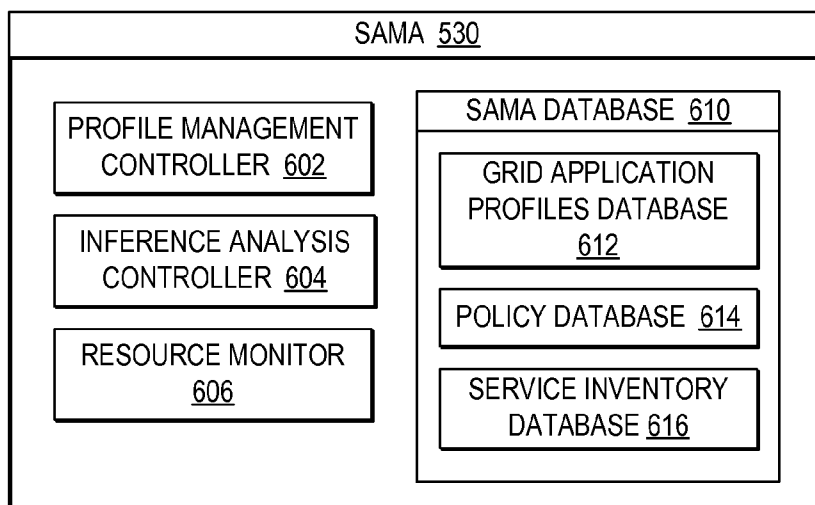 SAMA 530
PROFILE MANAGEMENT
CONTROLLER 602
INFERENCE ANALYSIS
CONTROLLER 604
RESOURCE MONITOR
606
SAMA DATABASE 610
GRID APPLICATION
PROFILES DATABASE
612
POLICY DATABASE 614
SERVICE INVENTORY
DATABASE 616